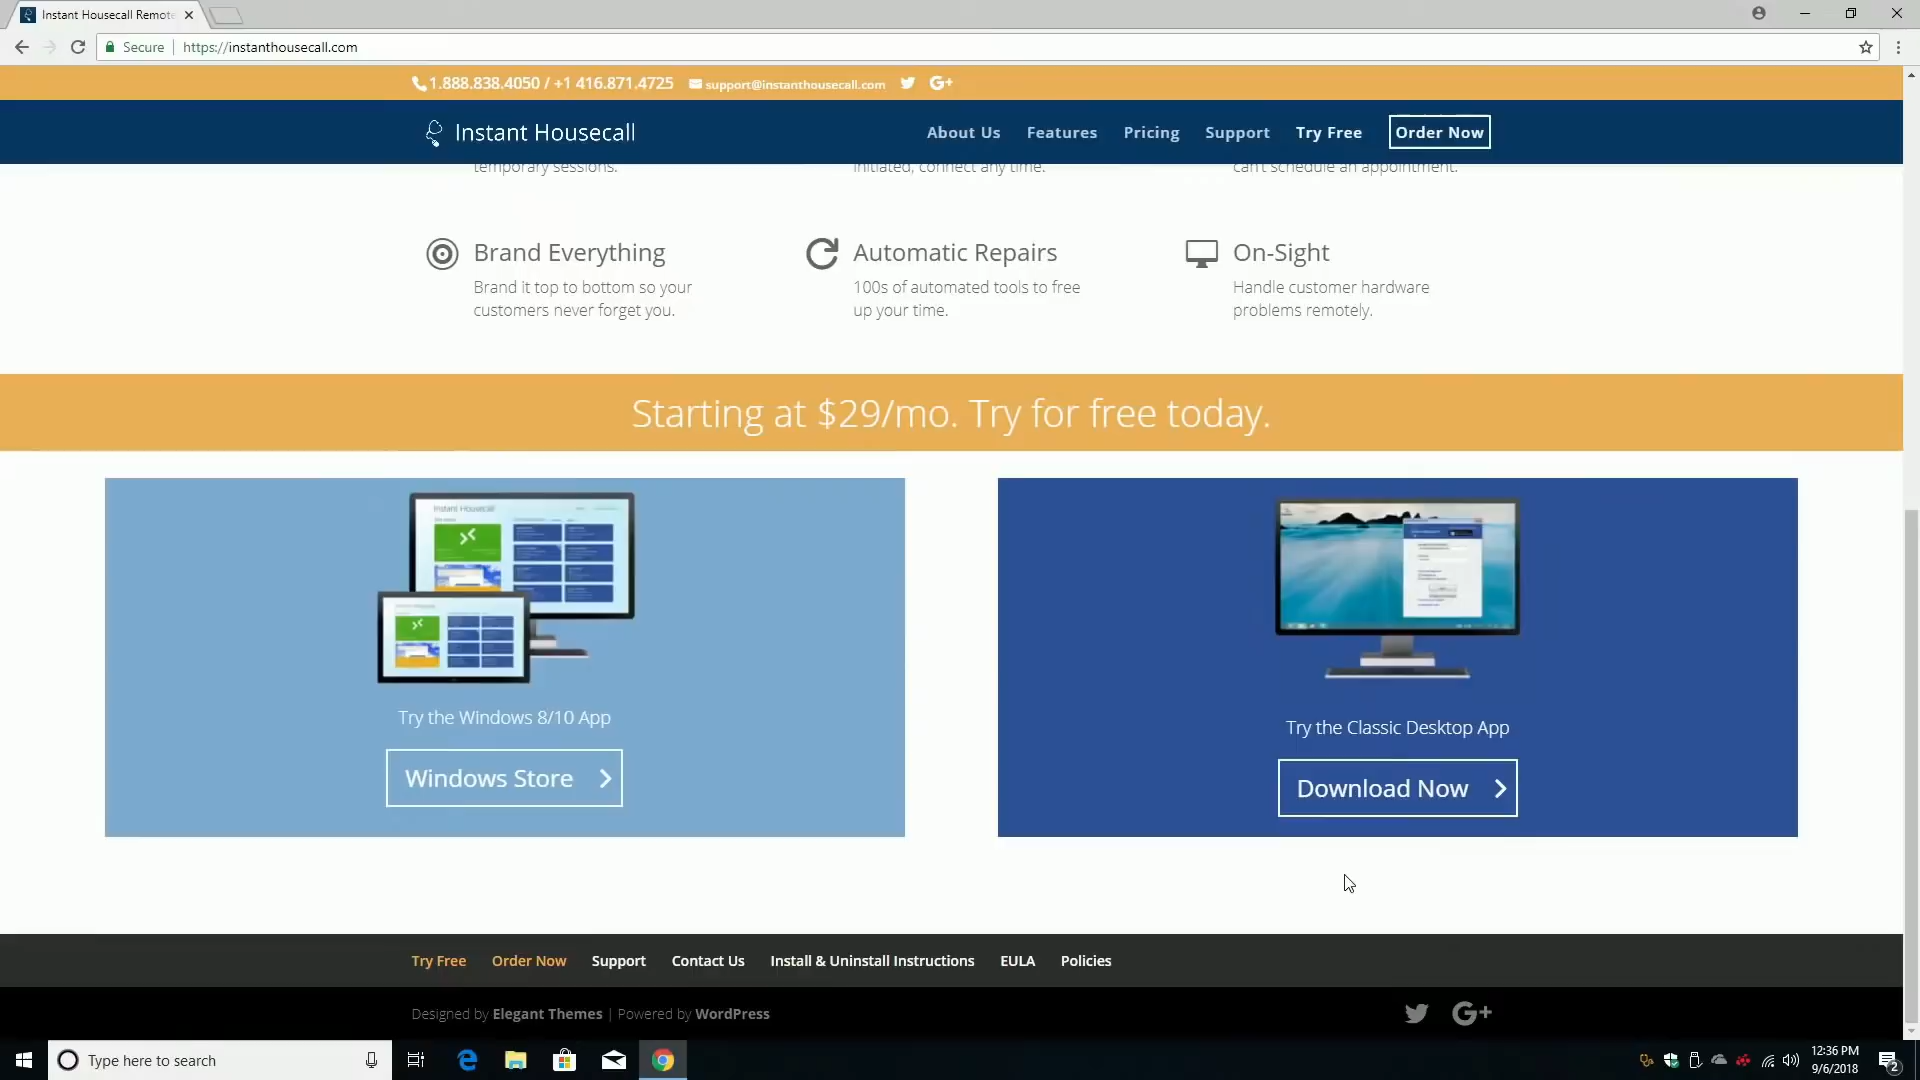 Instant Housecall Remote
Secure
https://instanthousecall.com
1.888.838.4050 / +1 416.871.4725
support@instanthousecall.com
G+
Instant Housecall
About Us
Features
Pricing
Support
Try Free
Order Now
temporary sessions.
initiated, connect any time.
can't schedule an appointment.
Brand Everything
Brand it top to bottom so your
customers never forget you.
Automatic Repairs
100s of automated tools to free
up your time.
On-Sight
Handle customer hardware
problems remotely.
Starting at $29/mo. Try for free today.
Instant Housecall
Try the Windows 8/10 App
Windows Store
Try the Classic Desktop App
Download Now
Try Free
Order Now
Support
Contact Us
Install & Uninstall Instructions
EULA
Policies
Designed by Elegant Themes | Powered by WordPress
G+
Type here to search
12:36 PM
9/6/2018
2